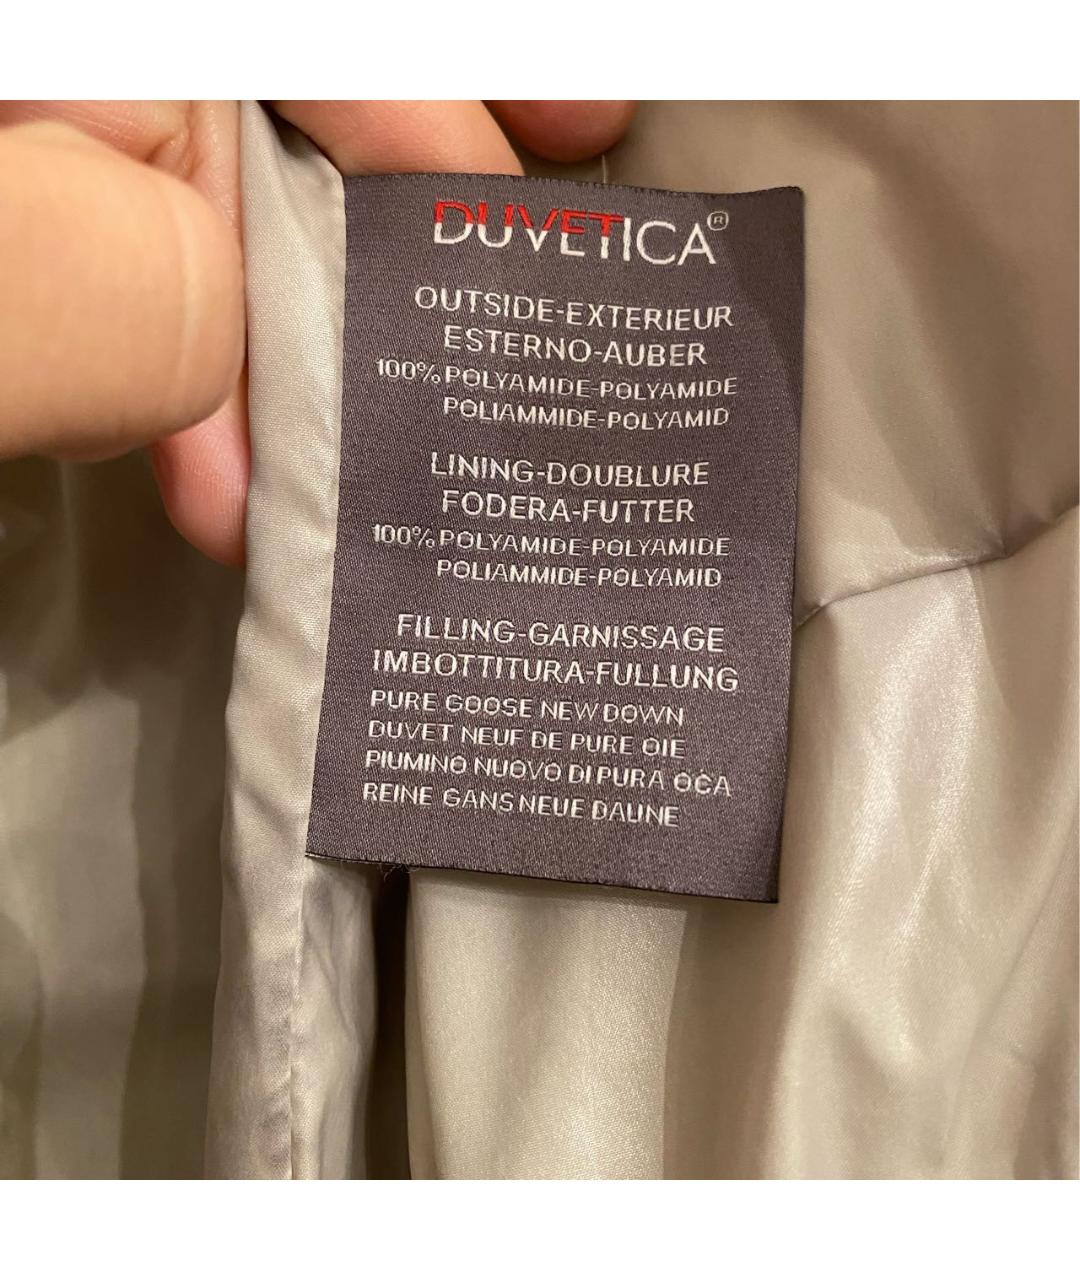 DUVETICA®
OUTSIDE-EXTERIEUR
ESTERNO-AUBER
100% POLYAMIDE-POLYAMIDE
POLIAMMIDE-POLYAMID
LINING-DOUBLURE
FODERA-FUTTER
100% POLYAMIDE-POLYAMIDE
POLIAMMIDE-POLYAMID
FILLING-GARNISSAGE
IMBOTTITURA-FULLUNG
PURE GOOSE NEW DOWN
DUVET NEUF DE PURE OIE
PIUMINO NUOVO DI PURA OCA
REINE GANS NEUE DAUNE